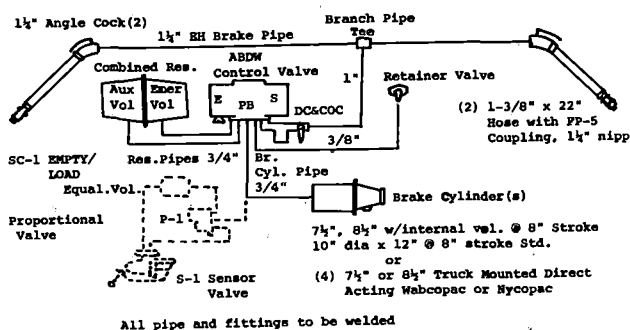 1¼" Angle Cock(2)
1¼" EH Brake Pipe
Branch Pipe
Tee
Combined Res.
ABDW
Control Valve
1"
Retainer Valve
Aux
Vol
Emer
Vol
E
PB
S
DC&COC
3/8"
(2) 1-3/8" x 22"
Hose with FP-5
Coupling, 1¼" nipp
SC-1 EMPTY/
LOAD
Res.Pipes 3/4"
Br.
Cyl. Pipe
3/4"
Equal.Vol.
Proportional
Valve
P-1
S-1 Sensor
Valve
Brake Cylinder(s)
7½", 8½" w/internal vol. @ 8" Stroke
10" dia x 12" @ 8" stroke Std.
or
(4) 7½" or 8½" Truck Mounted Direct
Acting Wabcopac or Nycopac
All pipe and fittings to be welded